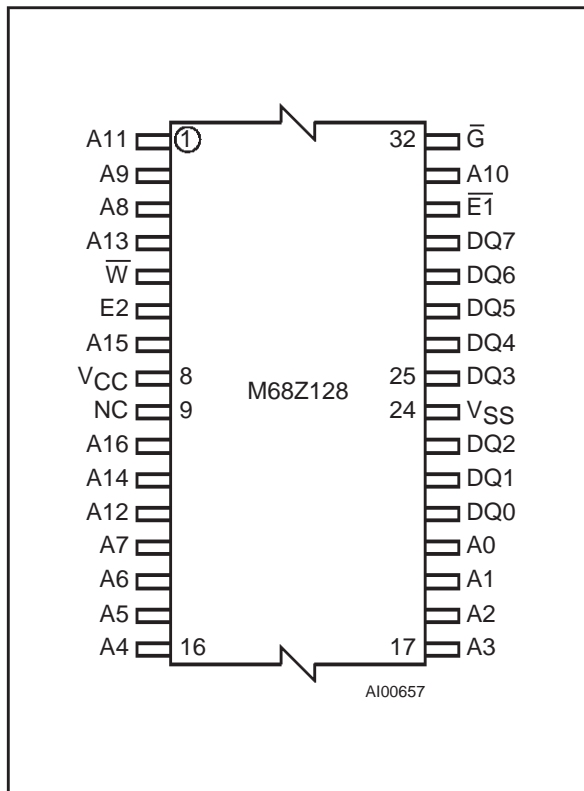 A11 1 32 G̅
A9 A10
A8 E̅1̅
A13 DQ7
W̅ DQ6
E2 DQ5
A15 DQ4
VCC 8 25 DQ3
M68Z128
NC 9 24 VSS
A16 DQ2
A14 DQ1
A12 DQ0
A7 A0
A6 A1
A5 A2
A4 16 17 A3
AI00657